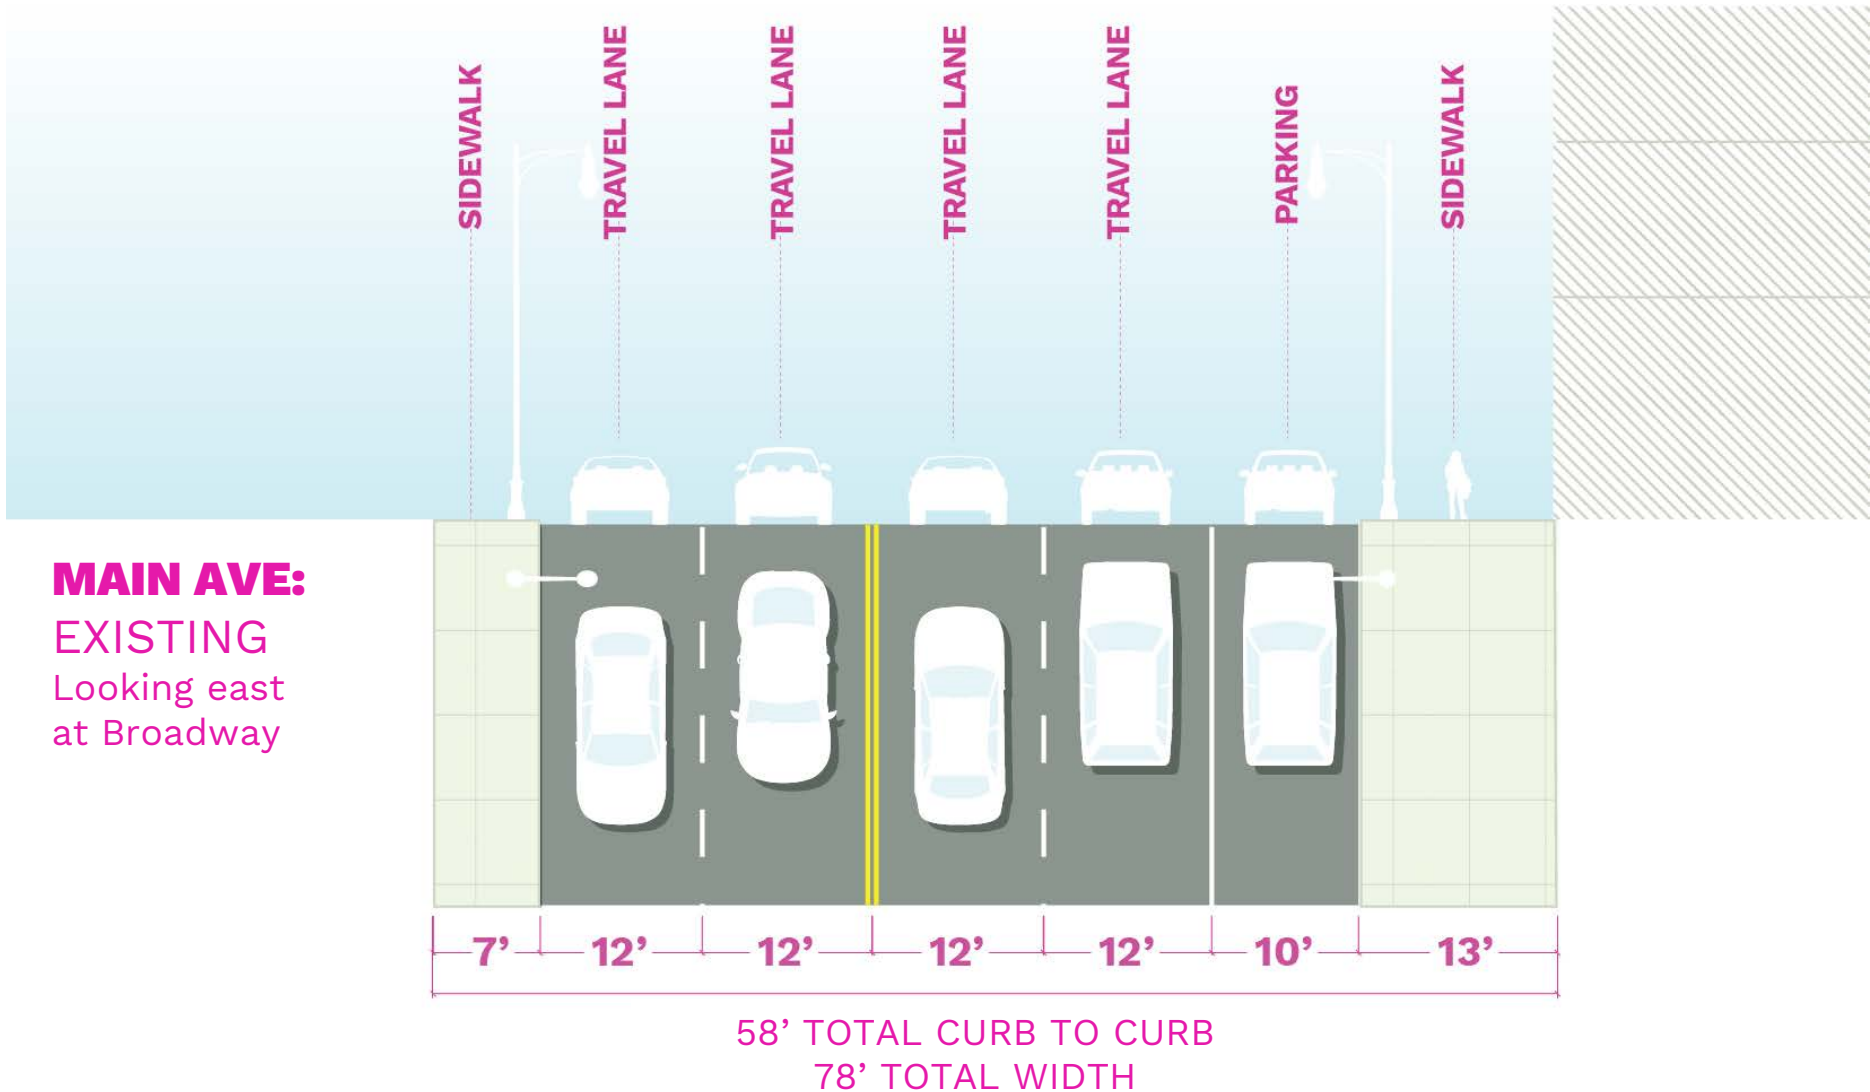 SIDEWALK
TRAVEL LANE
TRAVEL LANE
TRAVEL LANE
TRAVEL LANE
PARKING
SIDEWALK
MAIN AVE:
EXISTING
Looking east
at Broadway
7’ 12’ 12’ 12’ 12’ 10’ 13’
58’ TOTAL CURB TO CURB
78’ TOTAL WIDTH